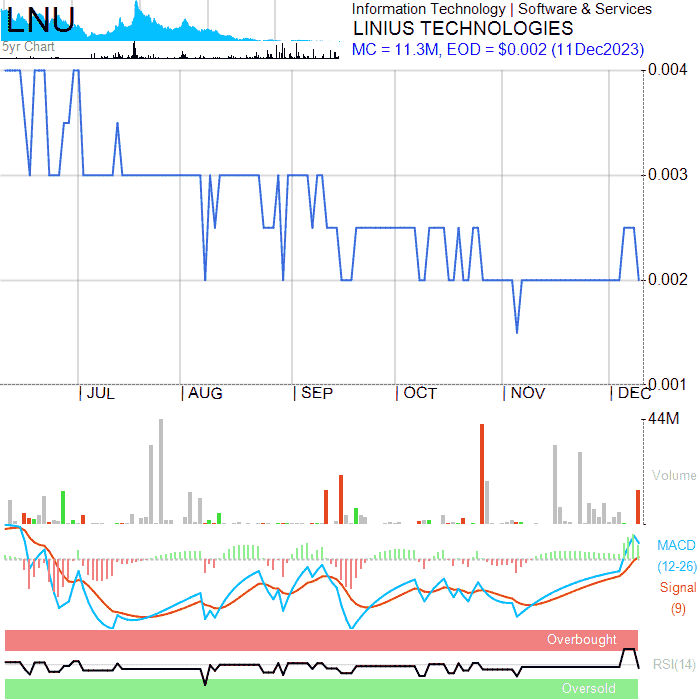 LNU
5yr Chart
Information Technology | Software & Services
LINIUS TECHNOLOGIES
MC = 11.3M, EOD = $0.002 (11Dec2023)
0.004
0.003
0.002
0.001
| JUL | AUG | SEP | OCT | NOV | DEC
44M
Volume
MACD
(12-26)
Signal
(9)
Overbought
RSI(14)
Oversold